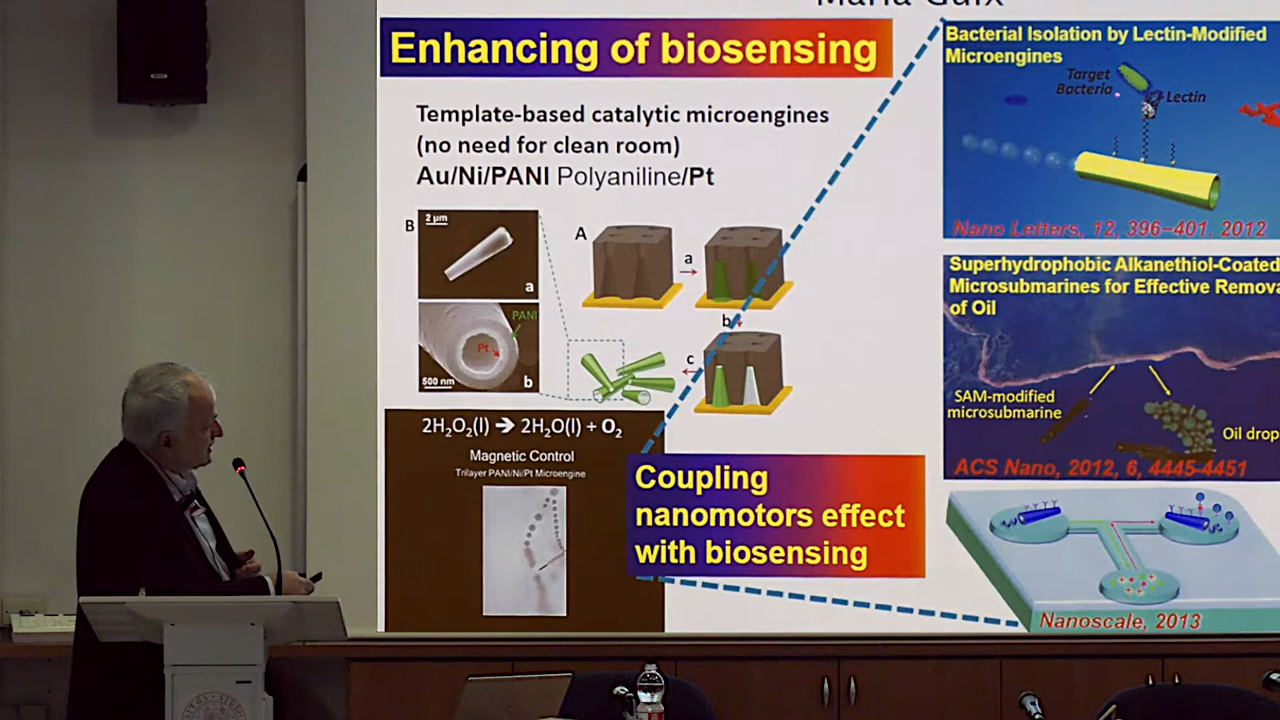 Maria Guix
Enhancing of biosensing
Template-based catalytic microengines
(no need for clean room)
Au/Ni/PANI Polyaniline/Pt
B
2 µm
a
PANI
Pt
500 nm
b
A
a
b
c
2H₂O₂(l) ➔ 2H₂O(l) + O₂
Magnetic Control
Trilayer PANI/Ni/Pt Microengine
Coupling
nanomotors effect
with biosensing
Bacterial Isolation by Lectin-Modified
Microengines
Target
Bacteria
Lectin
Nano Letters, 12, 396–401. 2012
Superhydrophobic Alkanethiol-Coated
Microsubmarines for Effective Remova
of Oil
SAM-modified
microsubmarine
Oil drop
ACS Nano, 2012, 6, 4445-4451
Nanoscale, 2013